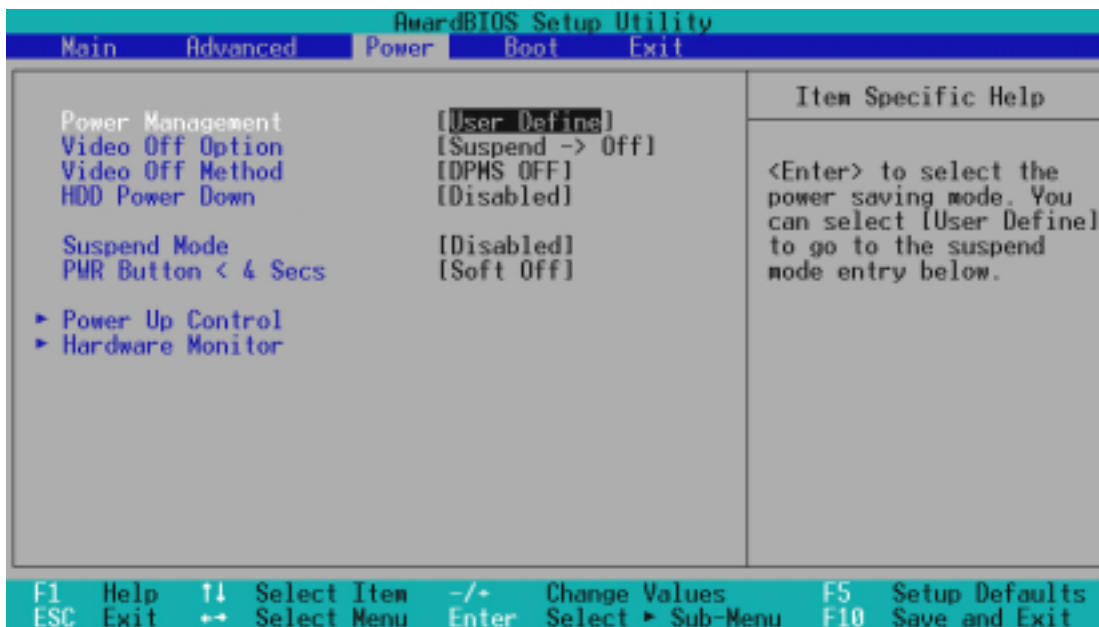 AwardBIOS Setup Utility
Main Advanced Power Boot Exit
Power Management [User Define]
Video Off Option [Suspend -> Off]
Video Off Method [DPMS OFF]
HDD Power Down [Disabled]
Suspend Mode [Disabled]
PWR Button < 4 Secs [Soft Off]
► Power Up Control
► Hardware Monitor
Item Specific Help
<Enter> to select the
power saving mode. You
can select [User Define]
to go to the suspend
mode entry below.
F1 Help ↑↓ Select Item -/+ Change Values F5 Setup Defaults
ESC Exit ←→ Select Menu Enter Select ► Sub-Menu F10 Save and Exit